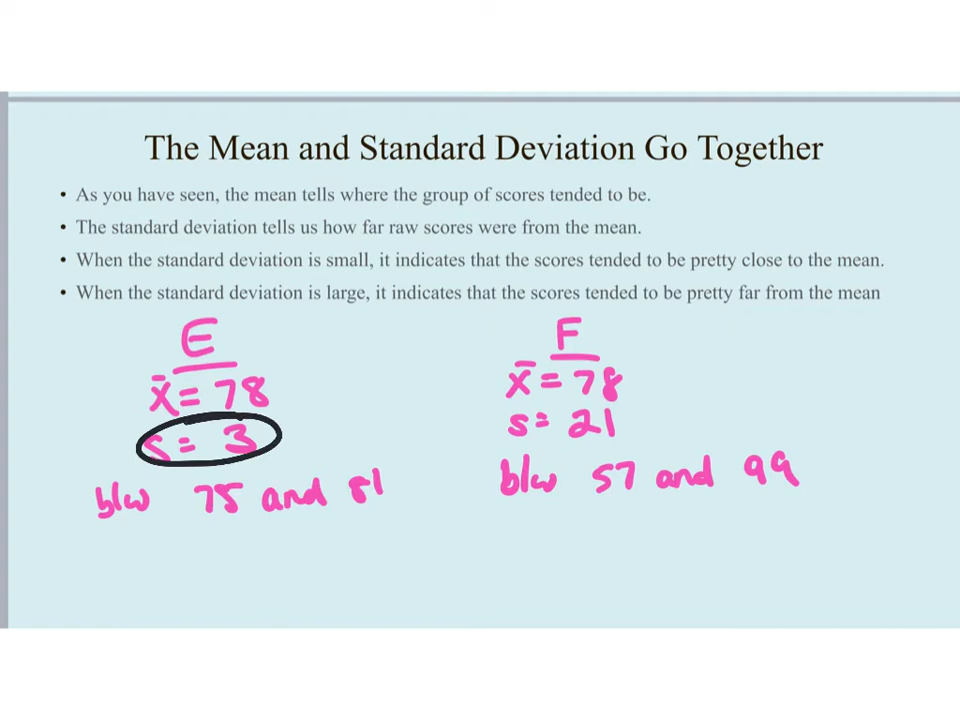 The Mean and Standard Deviation Go Together
• As you have seen, the mean tells where the group of scores tended to be.
• The standard deviation tells us how far raw scores were from the mean.
• When the standard deviation is small, it indicates that the scores tended to be pretty close to the mean.
• When the standard deviation is large, it indicates that the scores tended to be pretty far from the mean
E
x̄ = 78
s = 3
b/w 75 and 81
F
x̄ = 78
s = 21
b/w 57 and 99